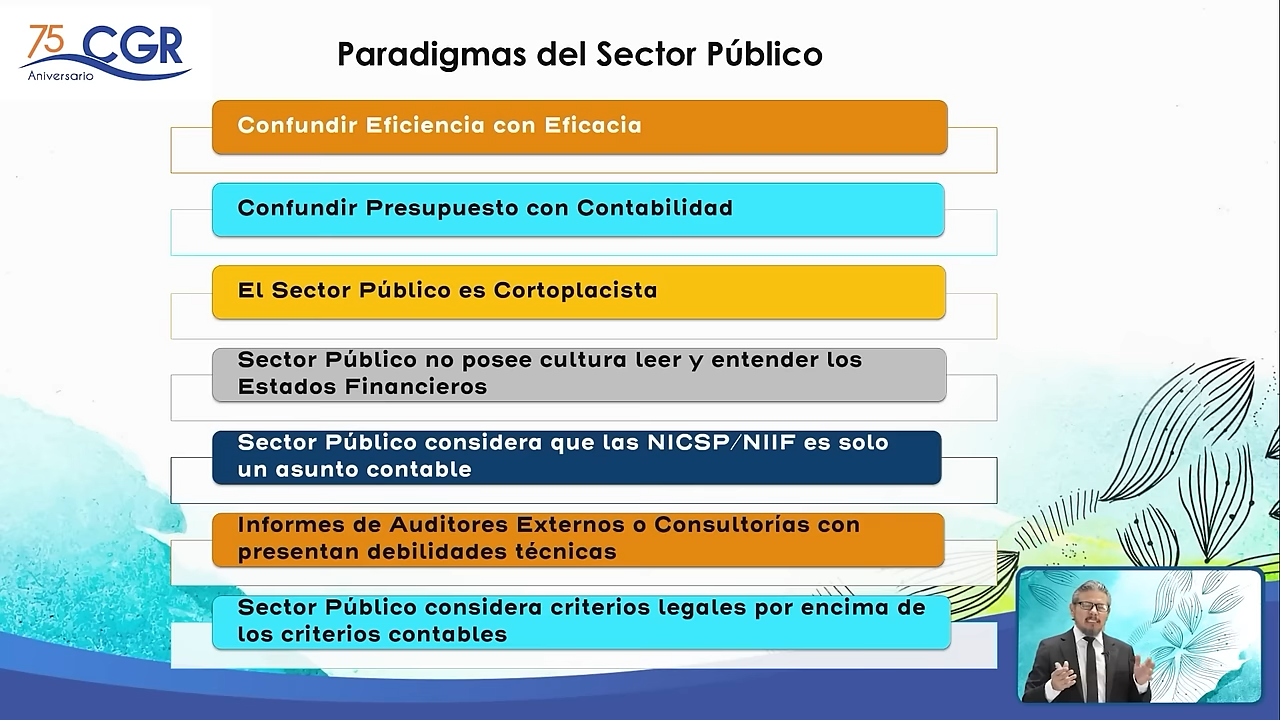 75 CGR
Aniversario
Paradigmas del Sector Público
Confundir Eficiencia con Eficacia
Confundir Presupuesto con Contabilidad
El Sector Público es Cortoplacista
Sector Público no posee cultura leer y entender los
Estados Financieros
Sector Público considera que las NICSP/NIIF es solo
un asunto contable
Informes de Auditores Externos o Consultorías con
presentan debilidades técnicas
Sector Público considera criterios legales por encima de
los criterios contables